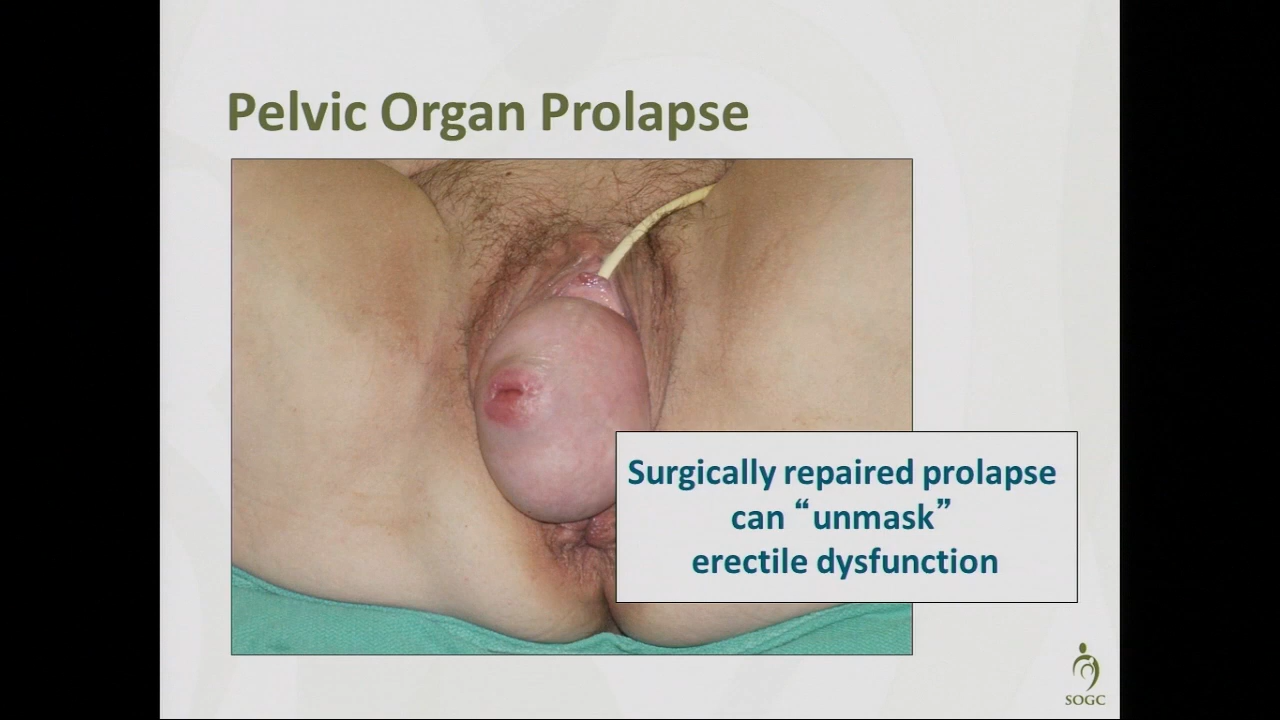 Pelvic Organ Prolapse
Surgically repaired prolapse
can “unmask”
erectile dysfunction
SOGC